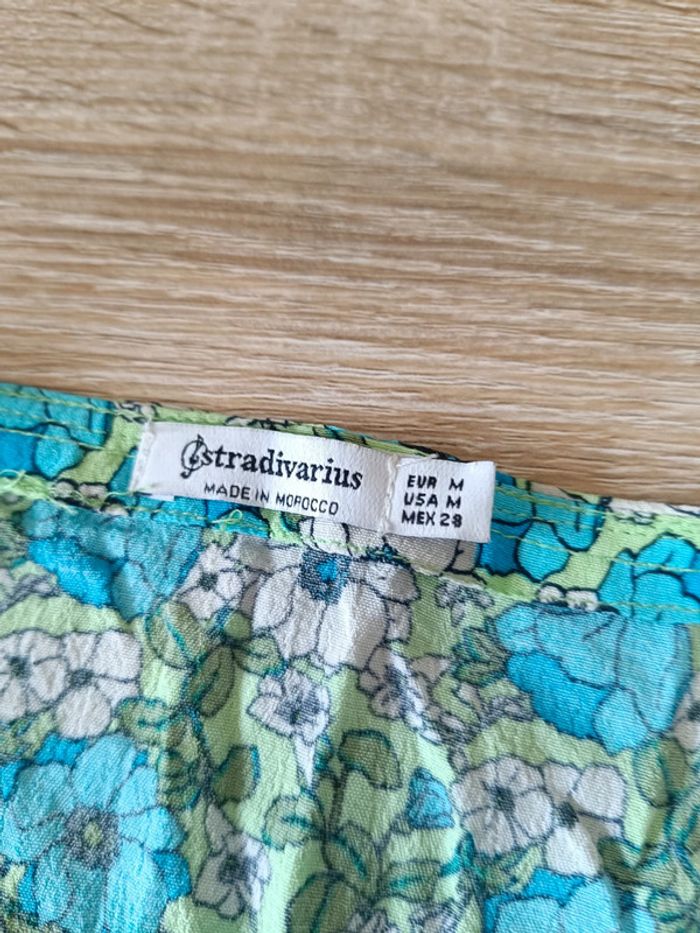 stradivarius
MADE IN MOROCCO
EUR M
USA M
MEX 28